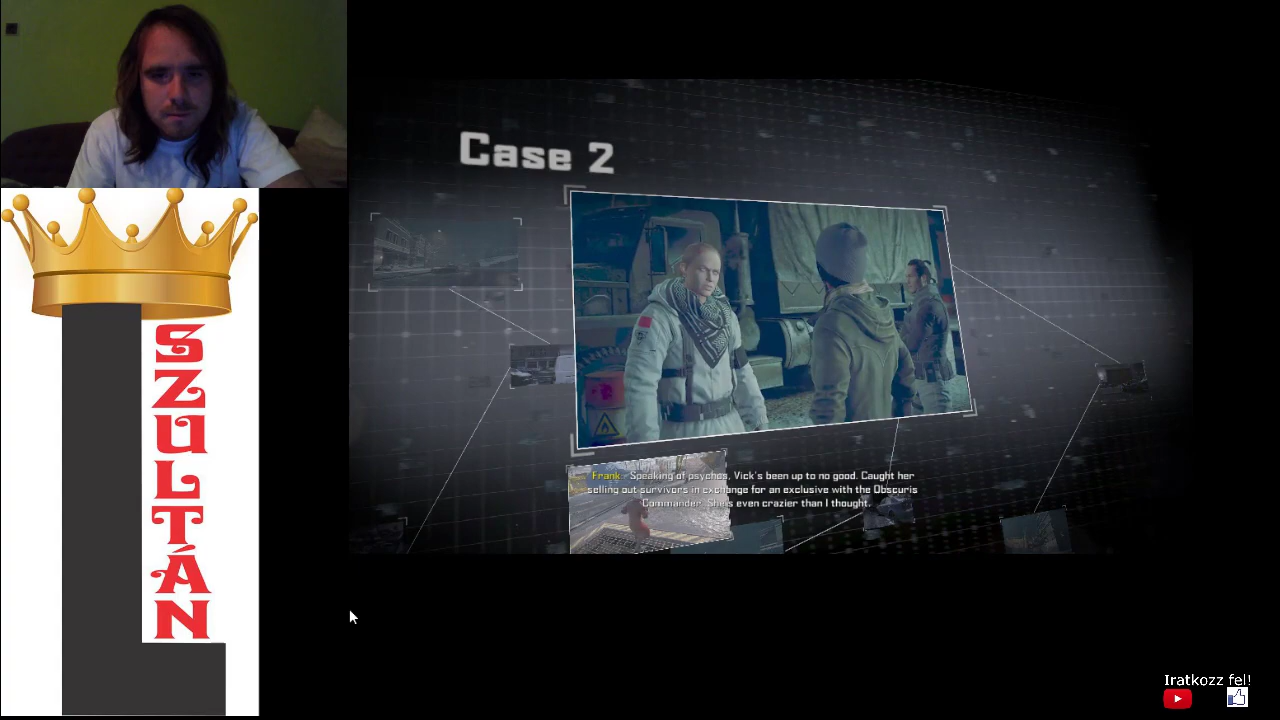 Case 2
Frank: Speaking of psychos, Vick's been up to no good. Caught her
selling out survivors in exchange for an exclusive with the Obscuris
Commander. She's even crazier than I thought.
SZULTÁN
Iratkozz fel!